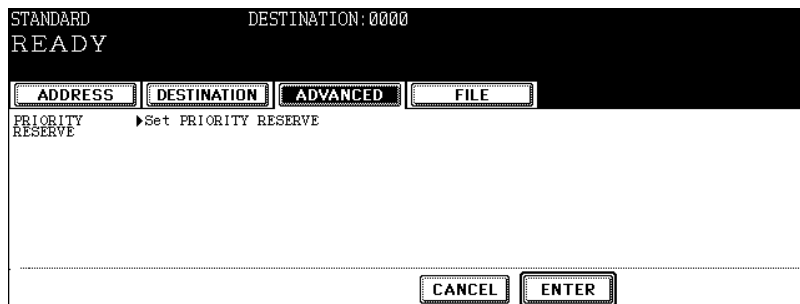 STANDARD DESTINATION:0000
READY
ADDRESS DESTINATION ADVANCED FILE
PRIORITY RESERVE ▶Set PRIORITY RESERVE
CANCEL ENTER